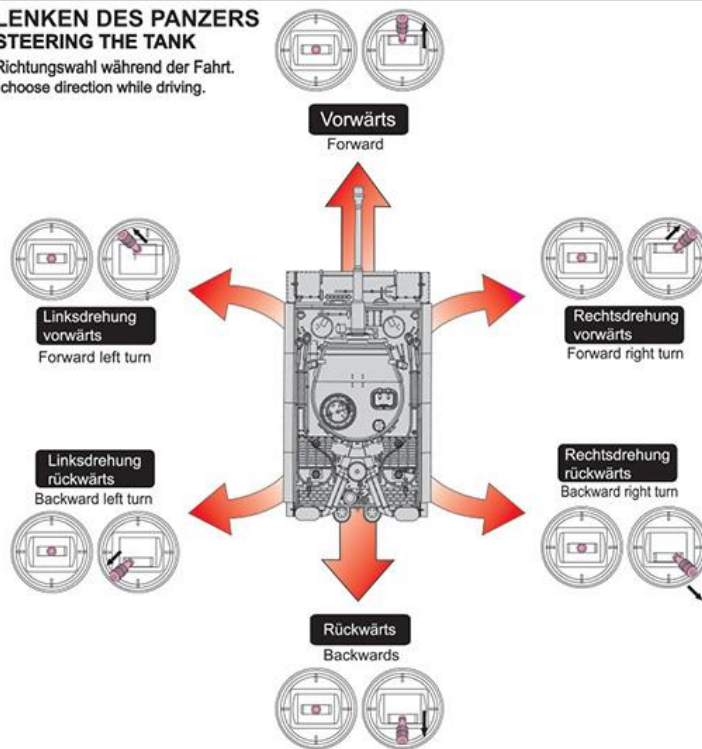 LENKEN DES PANZERS
STEERING THE TANK
Richtungswahl während der Fahrt.
choose direction while driving.
Vorwärts
Forward
Linksdrehung
vorwärts
Forward left turn
Rechtsdrehung
vorwärts
Forward right turn
Linksdrehung
rückwärts
Backward left turn
Rechtsdrehung
rückwärts
Backward right turn
Rückwärts
Backwards